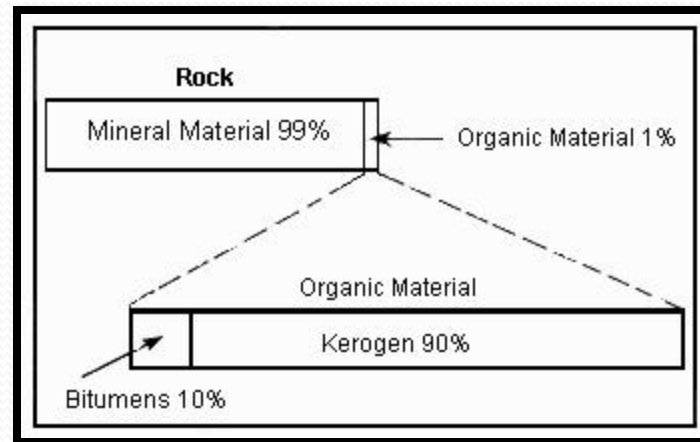 Rock
Mineral Material 99%
Organic Material 1%
Organic Material
Kerogen 90%
Bitumens 10%